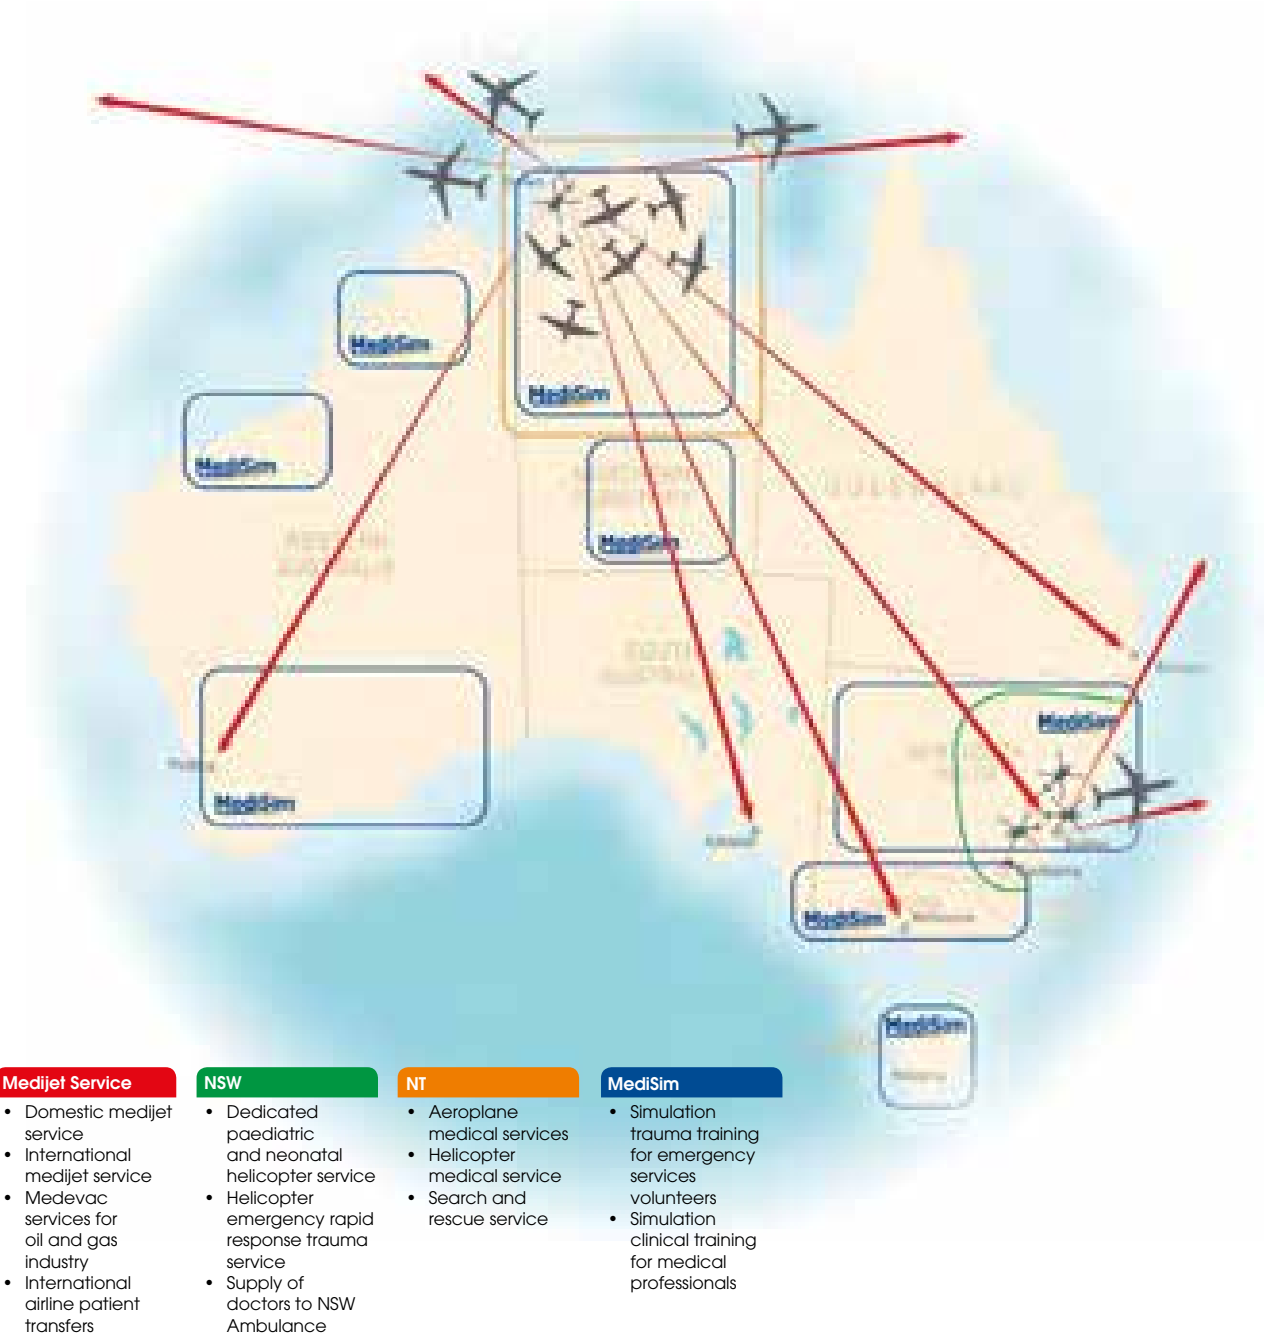 MediSim
MediSim
MediSim
MediSim
QUEENSLAND
MediSim
MediSim
MediSim
MediSim
MediSim
Medijet Service
• Domestic medijet
service
• International
medijet service
• Medevac
services for
oil and gas
industry
• International
airline patient
transfers
NSW
• Dedicated
paediatric
and neonatal
helicopter service
• Helicopter
emergency rapid
response trauma
service
• Supply of
doctors to NSW
Ambulance
NT
• Aeroplane
medical services
• Helicopter
medical service
• Search and
rescue service
MediSim
• Simulation
trauma training
for emergency
services
volunteers
• Simulation
clinical training
for medical
professionals